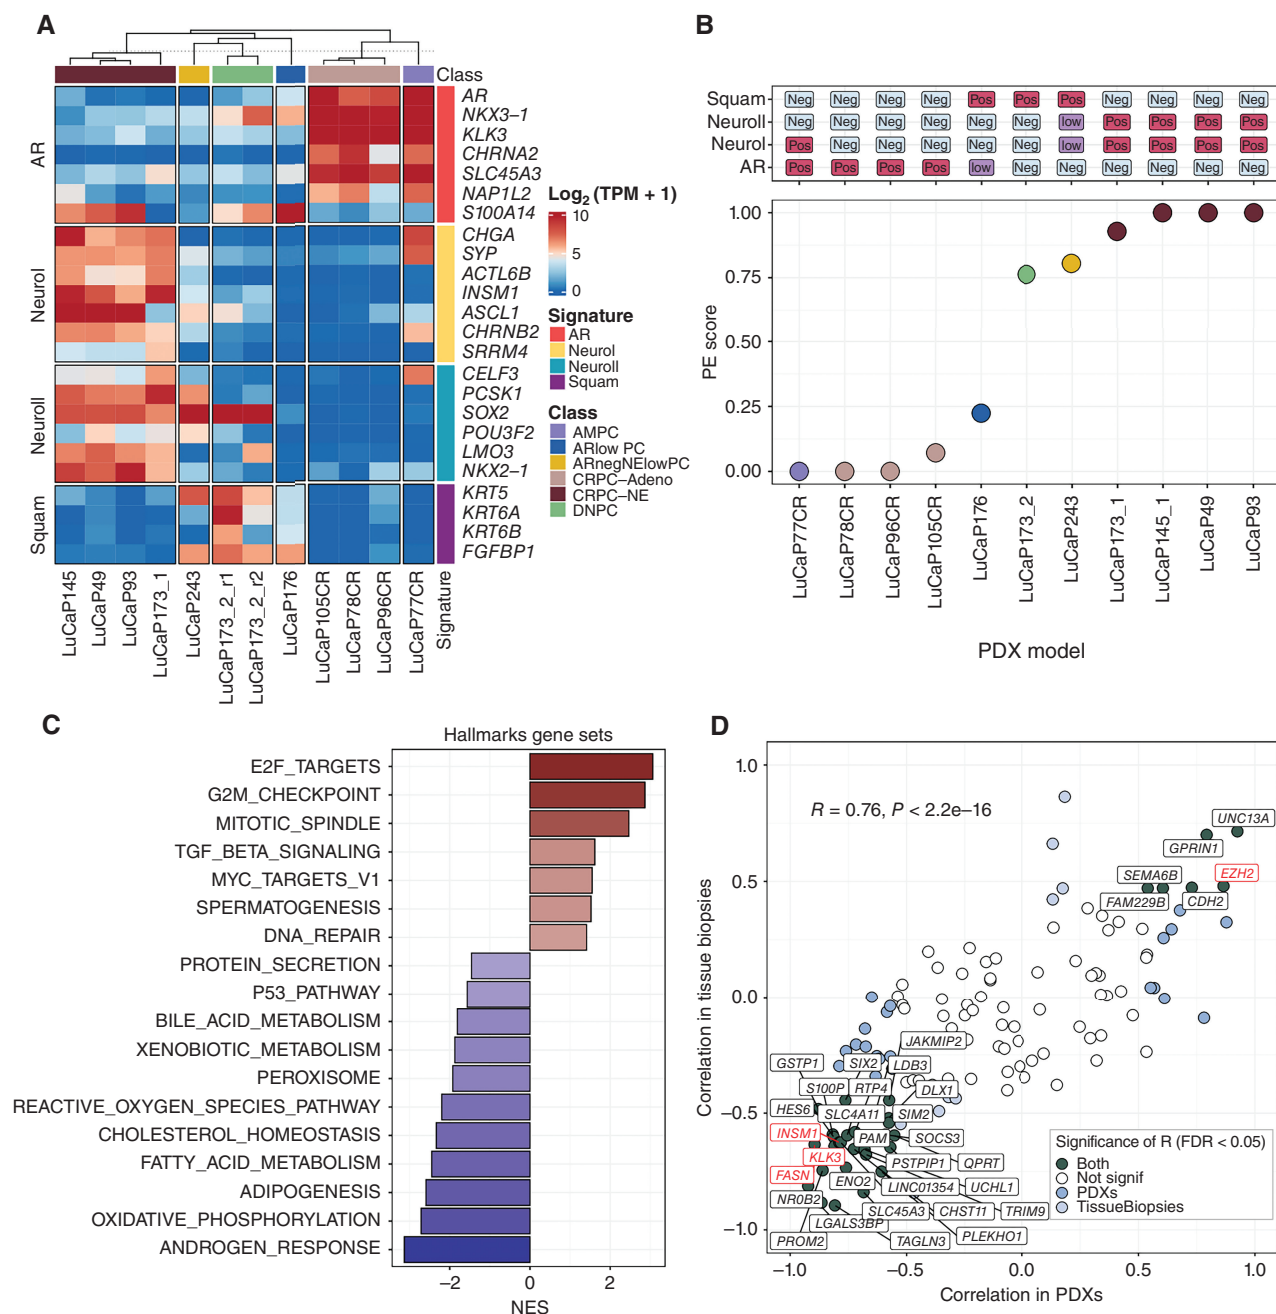 A
Class
AR
NKX3–1
KLK3
CHRNA2
SLC45A3
NAP1L2
S100A14
CHGA
SYP
ACTL6B
INSM1
ASCL1
CHRNB2
SRRM4
CELF3
PCSK1
SOX2
POU3F2
LMO3
NKX2–1
KRT5
KRT6A
KRT6B
FGFBP1
AR
NeuroI
NeuroII
Squam
LuCaP145
LuCaP49
LuCaP93
LuCaP173_1
LuCaP243
LuCaP173_2_r1
LuCaP173_2_r2
LuCaP176
LuCaP105CR
LuCaP78CR
LuCaP96CR
LuCaP77CR
Signature
Log2 (TPM + 1)
10
5
0
Signature
AR
NeuroI
NeuroII
Squam
Class
AMPC
ARlow PC
ARnegNElowPC
CRPC–Adeno
CRPC–NE
DNPC
B
Squam Neg Neg Neg Neg Pos Pos Pos Neg Neg Neg Neg
NeuroII Neg Neg Neg Neg Neg Neg low Pos Pos Pos Pos
NeuroI Pos Neg Neg Neg Neg Neg low Pos Pos Pos Pos
AR Pos Pos Pos Pos low Neg Neg Neg Neg Neg Neg
PE score
1.00
0.75
0.50
0.25
0.00
LuCaP77CR
LuCaP78CR
LuCaP96CR
LuCaP105CR
LuCaP176
LuCaP173_2
LuCaP243
LuCaP173_1
LuCaP145_1
LuCaP49
LuCaP93
PDX model
C
Hallmarks gene sets
E2F_TARGETS
G2M_CHECKPOINT
MITOTIC_SPINDLE
TGF_BETA_SIGNALING
MYC_TARGETS_V1
SPERMATOGENESIS
DNA_REPAIR
PROTEIN_SECRETION
P53_PATHWAY
BILE_ACID_METABOLISM
XENOBIOTIC_METABOLISM
PEROXISOME
REACTIVE_OXYGEN_SPECIES_PATHWAY
CHOLESTEROL_HOMEOSTASIS
FATTY_ACID_METABOLISM
ADIPOGENESIS
OXIDATIVE_PHOSPHORYLATION
ANDROGEN_RESPONSE
–2 0 2
NES
D
Correlation in tissue biopsies
1.0
0.5
0.0
–0.5
–1.0
R = 0.76, P < 2.2e–16
UNC13A
GPRIN1
SEMA6B
EZH2
FAM229B
CDH2
JAKMIP2
GSTP1
SIX2
LDB3
S100P
RTP4
DLX1
HES6
SLC4A11
SIM2
INSM1
PAM
SOCS3
KLK3
PSTPIP1
QPRT
FASN
ENO2
LINC01354
UCHL1
NR0B2
SLC45A3
CHST11
TRIM9
LGALS3BP
PROM2
TAGLN3
PLEKHO1
Significance of R (FDR < 0.05)
Both
Not signif
PDXs
TissueBiopsies
–1.0 –0.5 0.0 0.5 1.0
Correlation in PDXs